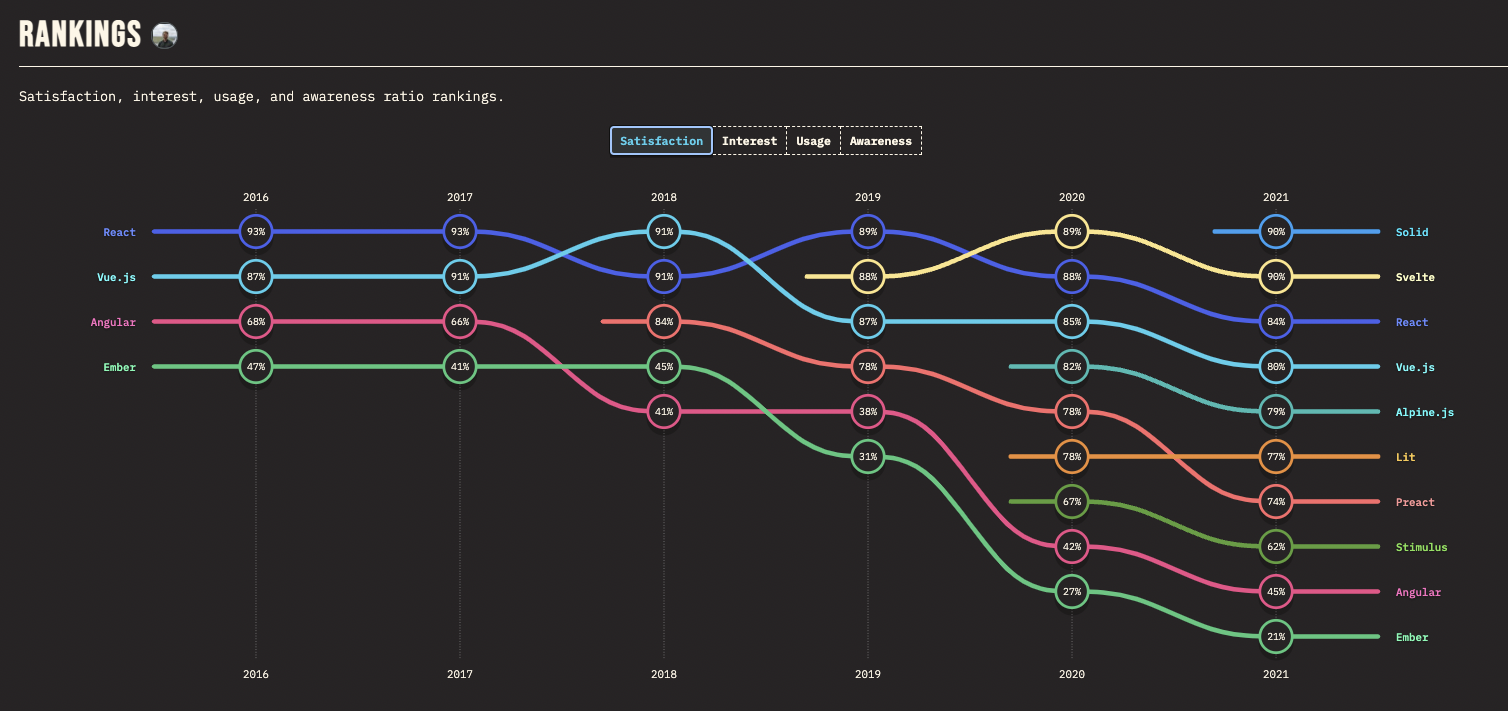 RANKINGS
Satisfaction, interest, usage, and awareness ratio rankings.
Satisfaction Interest Usage Awareness
2016 2017 2018 2019 2020 2021
React 93% 93% 91% 89% 89% 90% Solid
Vue.js 87% 91% 91% 88% 88% 90% Svelte
Angular 68% 66% 84% 87% 85% 84% React
Ember 47% 41% 45% 78% 82% 80% Vue.js
41% 38% 78% 79% Alpine.js
31% 78% 77% Lit
67% 74% Preact
42% 62% Stimulus
27% 45% Angular
21% Ember
2016 2017 2018 2019 2020 2021